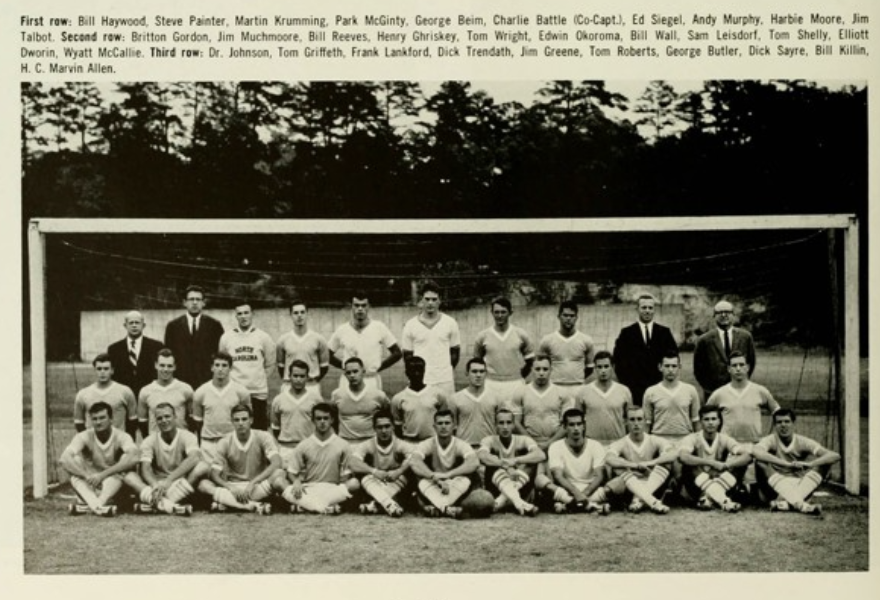 First row: Bill Haywood, Steve Painter, Martin Krumming, Park McGinty, George Beim, Charlie Battle (Co-Capt.), Ed Siegel, Andy Murphy, Harbie Moore, Jim
Talbot. Second row: Britton Gordon, Jim Muchmoore, Bill Reeves, Henry Ghriskey, Tom Wright, Edwin Okoroma, Bill Wall, Sam Leisdorf, Tom Shelly, Elliott
Dworin, Wyatt McCallie. Third row: Dr. Johnson, Tom Griffeth, Frank Lankford, Dick Trendath, Jim Greene, Tom Roberts, George Butler, Dick Sayre, Bill Killin,
H. C. Marvin Allen.
NORTH
CAROLINA